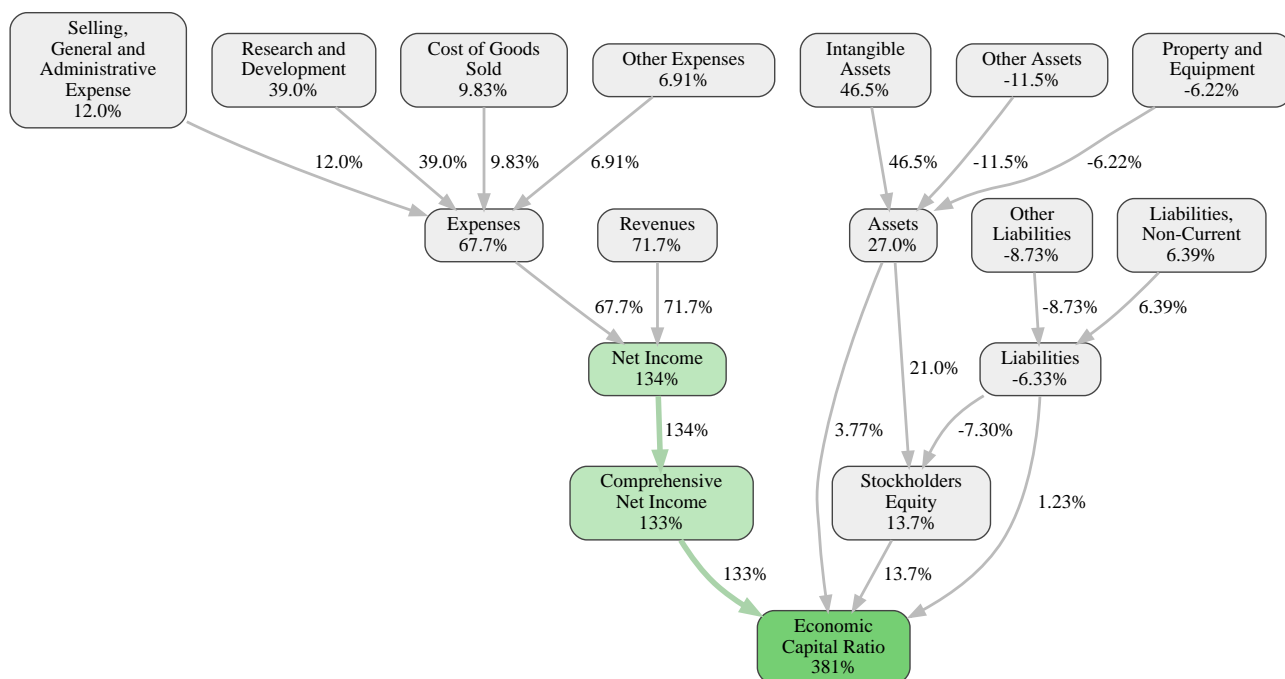 Selling,
General and
Administrative
Expense
12.0%
Research and
Development
39.0%
Cost of Goods
Sold
9.83%
Other Expenses
6.91%
Intangible
Assets
46.5%
Other Assets
-11.5%
Property and
Equipment
-6.22%
12.0%
39.0%
9.83%
6.91%
46.5%
-11.5%
-6.22%
Expenses
67.7%
Revenues
71.7%
Assets
27.0%
Other
Liabilities
-8.73%
Liabilities,
Non-Current
6.39%
67.7%
71.7%
-8.73%
6.39%
Net Income
134%
21.0%
Liabilities
-6.33%
134%
3.77%
-7.30%
Comprehensive
Net Income
133%
Stockholders
Equity
13.7%
1.23%
133%
13.7%
Economic
Capital Ratio
381%